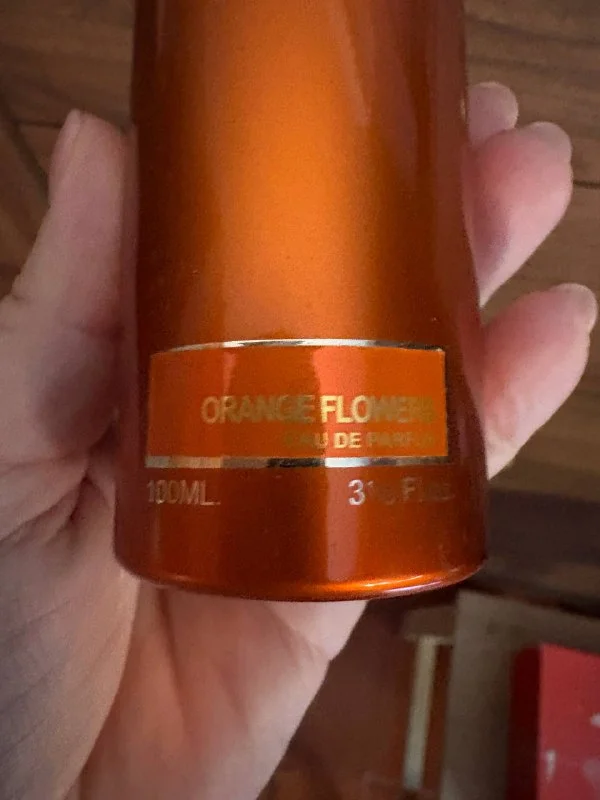 ORANGE FLOWERS
EAU DE PARFUM
100ML.